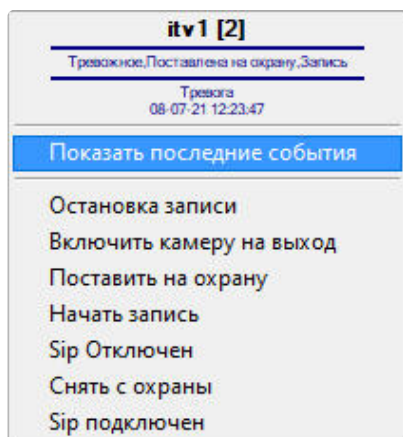 itv1 [2]
Тревожное,Поставлена на охрану,Запись
Тревога
08-07-21 12:23:47
Показать последние события
Остановка записи
Включить камеру на выход
Поставить на охрану
Начать запись
Sip Отключен
Снять с охраны
Sip подключен